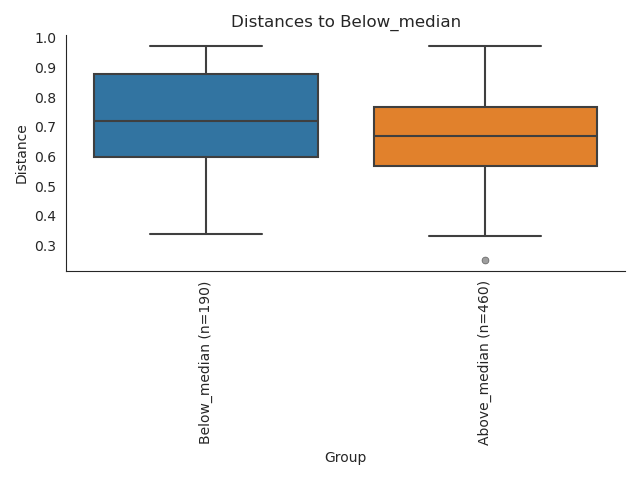 Distances to Below_median
Distance
1.0
0.9
0.8
0.7
0.6
0.5
0.4
0.3
Below_median (n=190)
Above_median (n=460)
Group